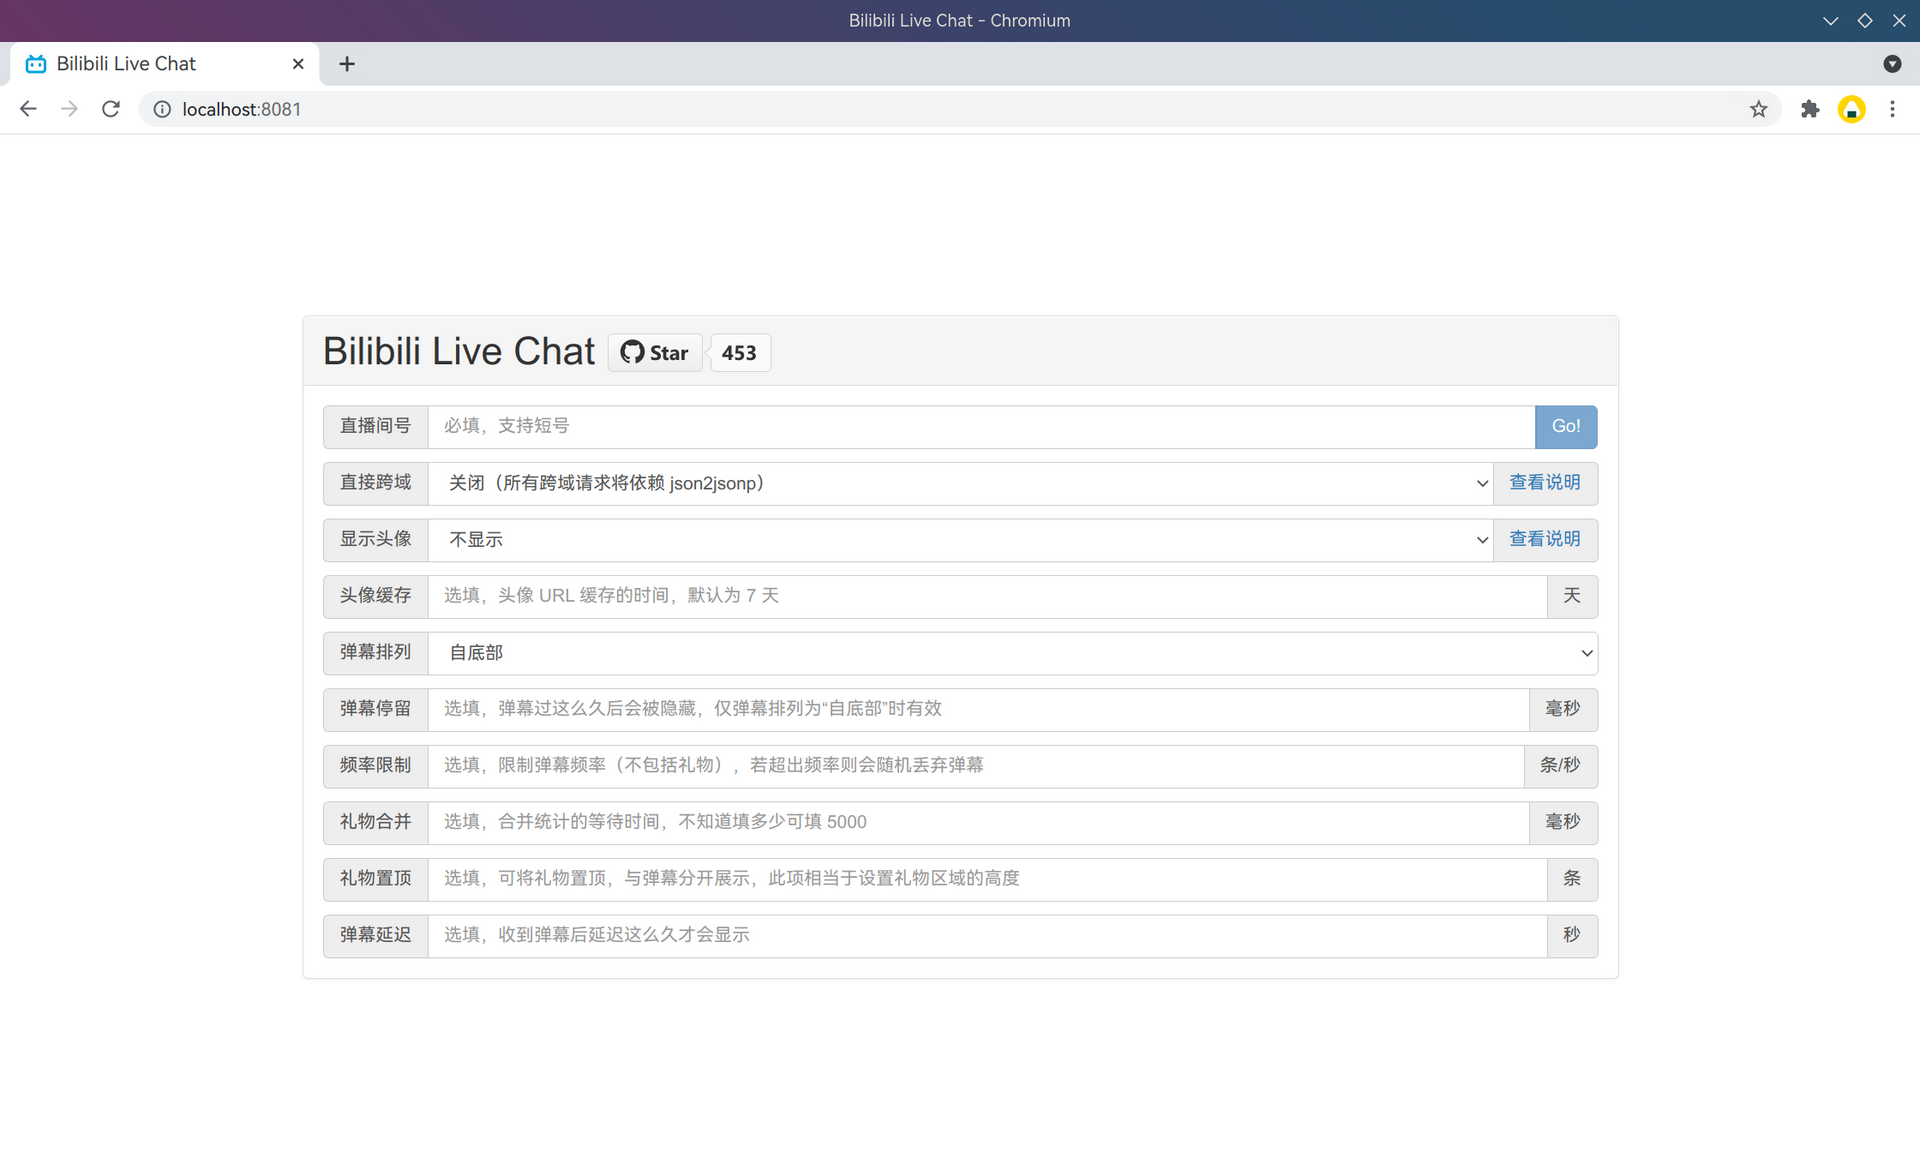 Bilibili Live Chat – Chromium
Bilibili Live Chat
localhost:8081
Bilibili Live Chat Star 453
直播间号 必填，支持短号 Go!
直接跨域 关闭（所有跨域请求将依赖 json2jsonp） 查看说明
显示头像 不显示 查看说明
头像缓存 选填，头像 URL 缓存的时间，默认为 7 天 天
弹幕排列 自底部
弹幕停留 选填，弹幕过这么久后会被隐藏，仅弹幕排列为“自底部”时有效 毫秒
频率限制 选填，限制弹幕频率（不包括礼物），若超出频率则会随机丢弃弹幕 条/秒
礼物合并 选填，合并统计的等待时间，不知道填多少可填 5000 毫秒
礼物置顶 选填，可将礼物置顶，与弹幕分开展示，此项相当于设置礼物区域的高度 条
弹幕延迟 选填，收到弹幕后延迟这么久才会显示 秒